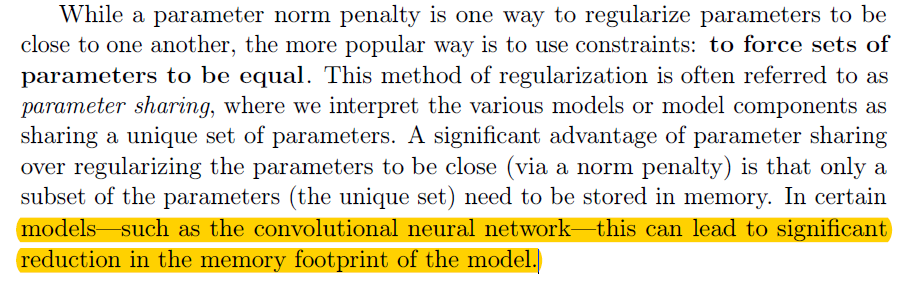 While a parameter norm penalty is one way to regularize parameters to be
close to one another, the more popular way is to use constraints: to force sets of
parameters to be equal. This method of regularization is often referred to as
parameter sharing, where we interpret the various models or model components as
sharing a unique set of parameters. A significant advantage of parameter sharing
over regularizing the parameters to be close (via a norm penalty) is that only a
subset of the parameters (the unique set) need to be stored in memory. In certain
models—such as the convolutional neural network—this can lead to significant
reduction in the memory footprint of the model.